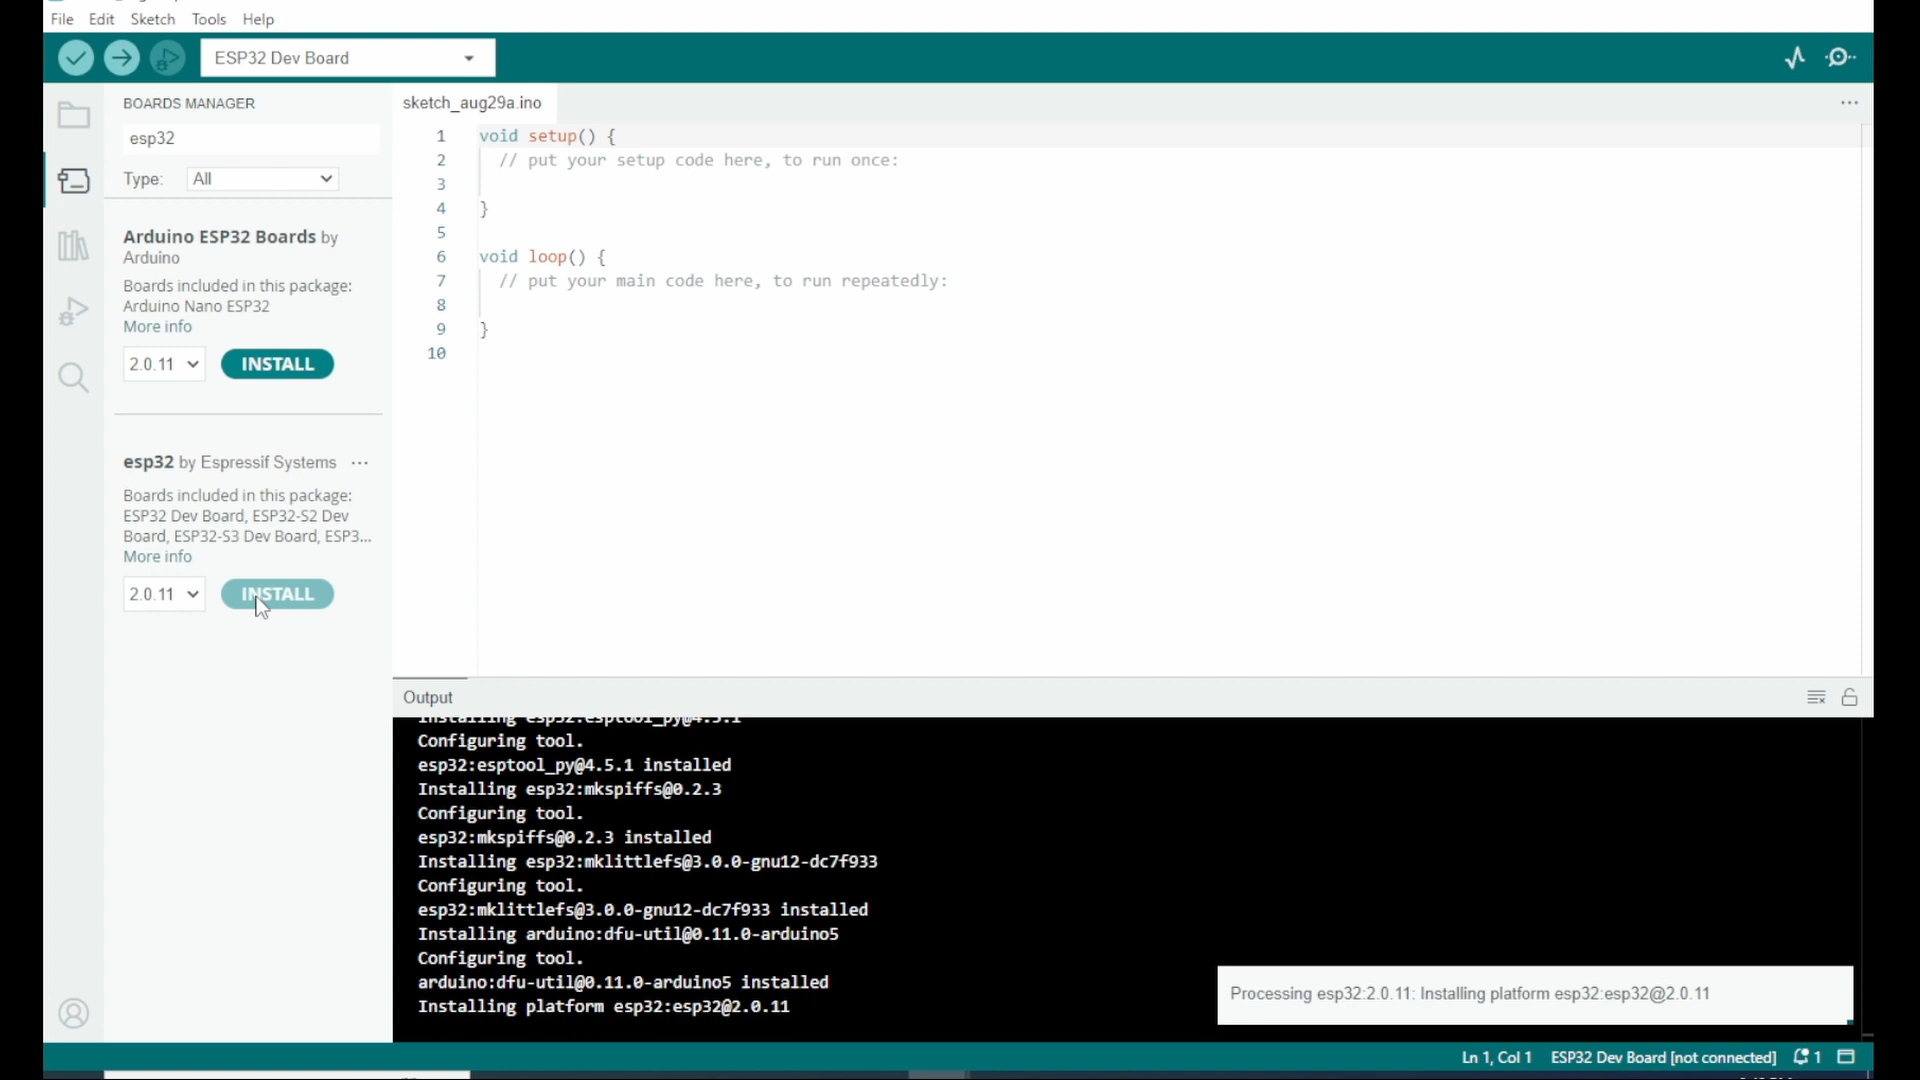 File Edit Sketch Tools Help
ESP32 Dev Board
BOARDS MANAGER
esp32
Type: All
Arduino ESP32 Boards by
Arduino
Boards included in this package:
Arduino Nano ESP32
More info
2.0.11 INSTALL
esp32 by Espressif Systems ...
Boards included in this package:
ESP32 Dev Board, ESP32-S2 Dev
Board, ESP32-S3 Dev Board, ESP3...
More info
2.0.11 INSTALL
sketch_aug29a.ino
1 void setup() {
2 // put your setup code here, to run once:
3
4 }
5
6 void loop() {
7 // put your main code here, to run repeatedly:
8
9 }
10
Output
Installing esp32:esptool_py@4.5.1
Configuring tool.
esp32:esptool_py@4.5.1 installed
Installing esp32:mkspiffs@0.2.3
Configuring tool.
esp32:mkspiffs@0.2.3 installed
Installing esp32:mklittlefs@3.0.0-gnu12-dc7f933
Configuring tool.
esp32:mklittlefs@3.0.0-gnu12-dc7f933 installed
Installing arduino:dfu-util@0.11.0-arduino5
Configuring tool.
arduino:dfu-util@0.11.0-arduino5 installed
Installing platform esp32:esp32@2.0.11
Processing esp32:2.0.11: Installing platform esp32:esp32@2.0.11
Ln 1, Col 1 ESP32 Dev Board [not connected] 1